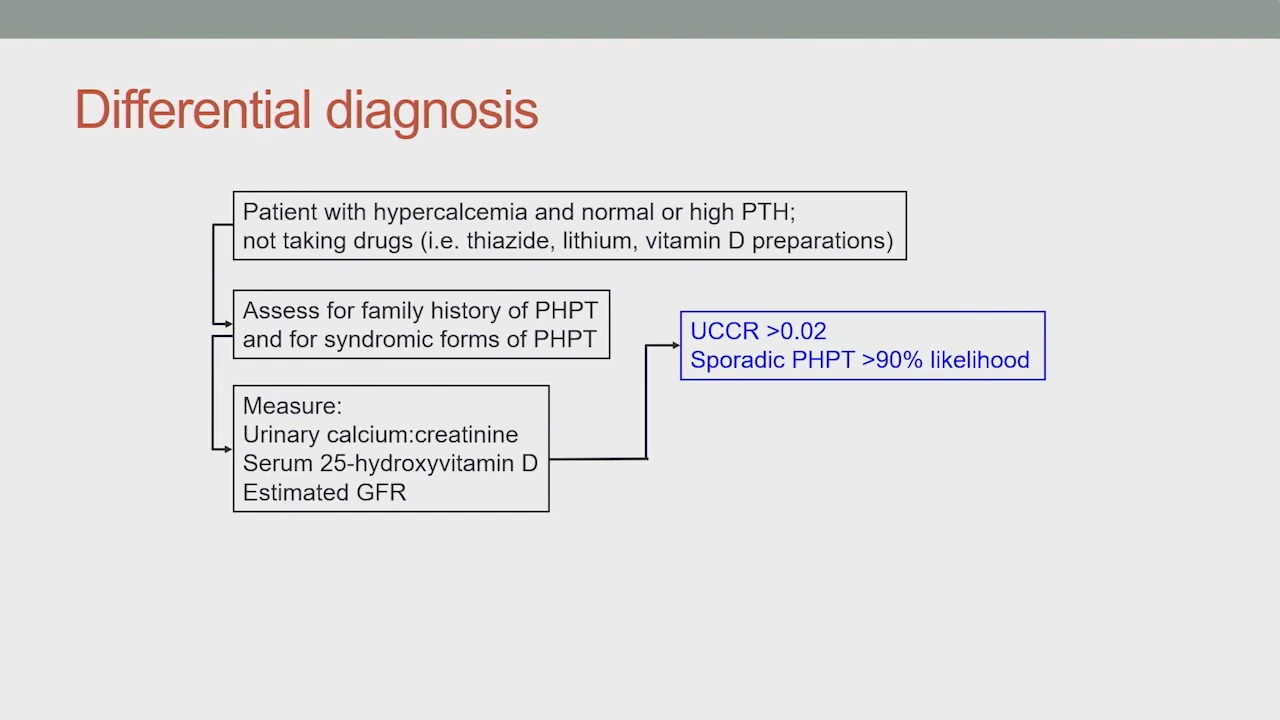 Differential diagnosis
Patient with hypercalcemia and normal or high PTH;
not taking drugs (i.e. thiazide, lithium, vitamin D preparations)
Assess for family history of PHPT
and for syndromic forms of PHPT
UCCR >0.02
Sporadic PHPT >90% likelihood
Measure:
Urinary calcium:creatinine
Serum 25-hydroxyvitamin D
Estimated GFR